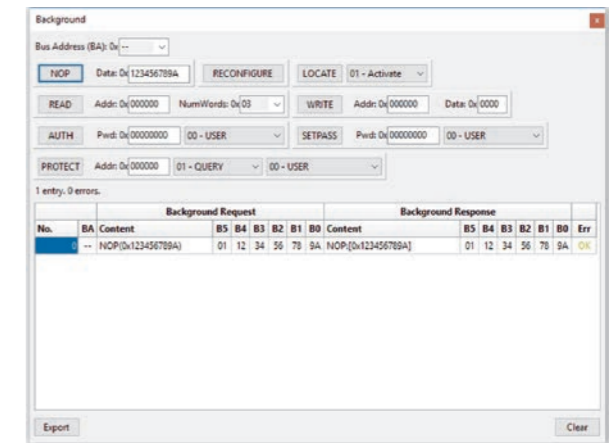 Background
Bus Address (BA): 0x --
NOP Data: 0x 123456789A RECONFIGURE LOCATE 01 - Activate
READ Addr: 0x 000000 NumWords: 0x 03 WRITE Addr: 0x 000000 Data: 0x 0000
AUTH Pwd: 0x 00000000 00 - USER SETPASS Pwd: 0x 00000000 00 - USER
PROTECT Addr: 0x 000000 01 - QUERY 00 - USER
1 entry. 0 errors.
Background Request Background Response
No. BA Content B5 B4 B3 B2 B1 B0 Content B5 B4 B3 B2 B1 B0 Err
0 -- NOP(0x123456789A) 01 12 34 56 78 9A NOP:[0x123456789A] 01 12 34 56 78 9A OK
Export Clear